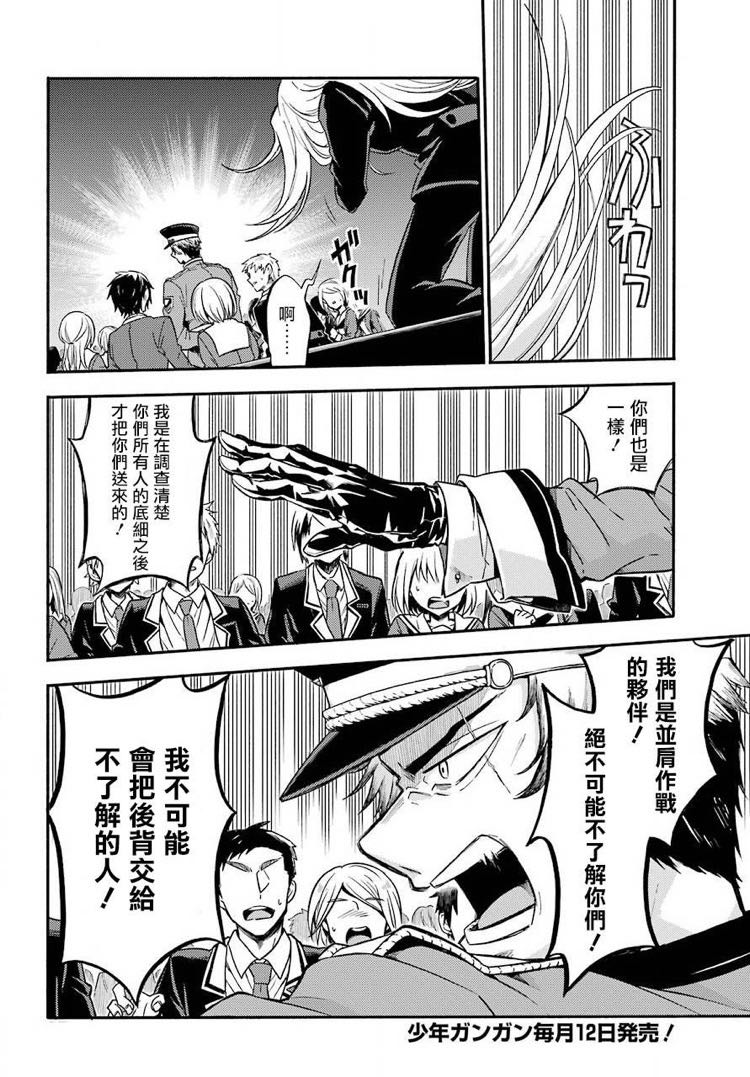 ふわっ
ガクッ
啊……
你們也是
一樣！
我是在調查清楚
你們所有人的底細之後
才把你們送來的！
我們是並肩作戰
的夥伴！
絕不可能不了解你們！
我不可能
會把後背交給
不了解的人！
少年ガンガン毎月12日発売！